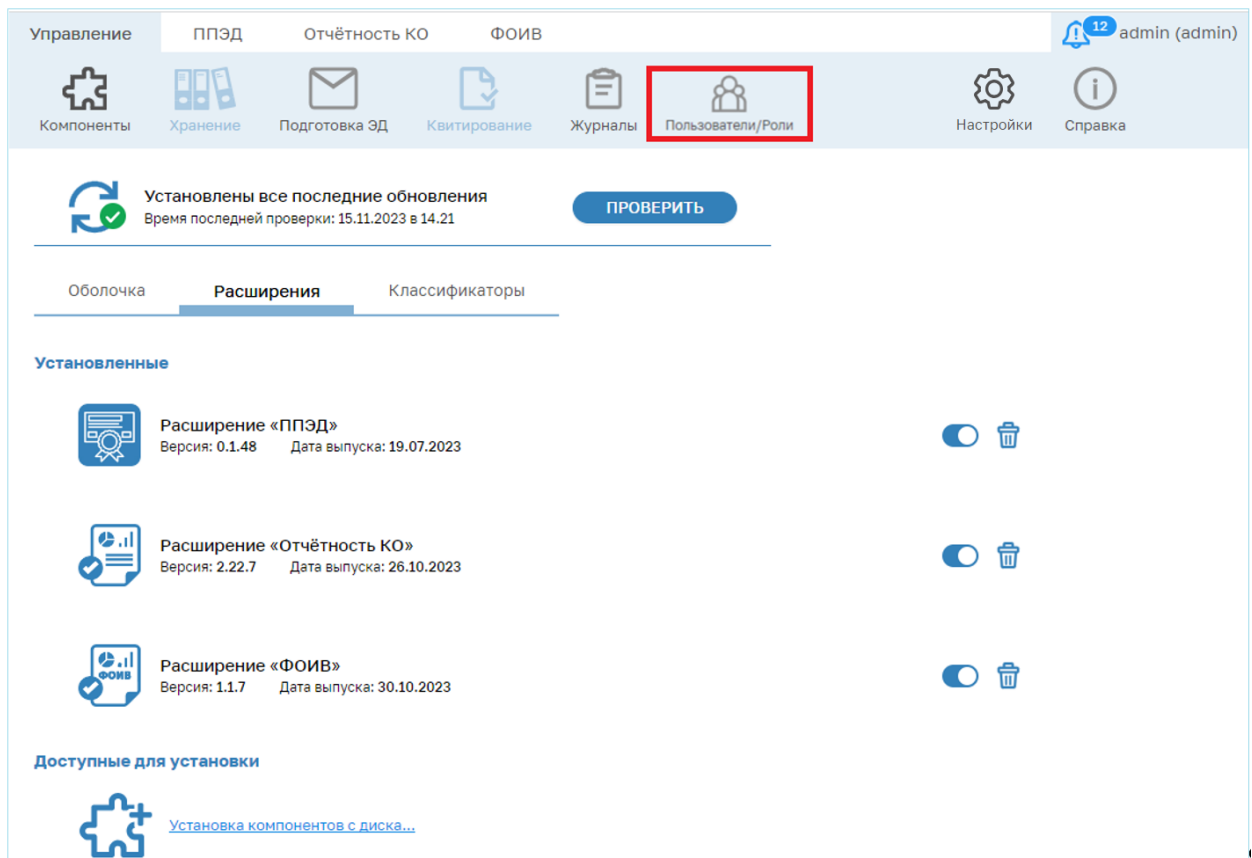 Управление ППЭД Отчётность КО ФОИВ 12 admin (admin)
Компоненты Хранение Подготовка ЭД Квитирование Журналы Пользователи/Роли Настройки Справка
Установлены все последние обновления
Время последней проверки: 15.11.2023 в 14.21
ПРОВЕРИТЬ
Оболочка Расширения Классификаторы
Установленные
Расширение «ППЭД»
Версия: 0.1.48 Дата выпуска: 19.07.2023
Расширение «Отчётность КО»
Версия: 2.22.7 Дата выпуска: 26.10.2023
ФОИВ
Расширение «ФОИВ»
Версия: 1.1.7 Дата выпуска: 30.10.2023
Доступные для установки
Установка компонентов с диска...